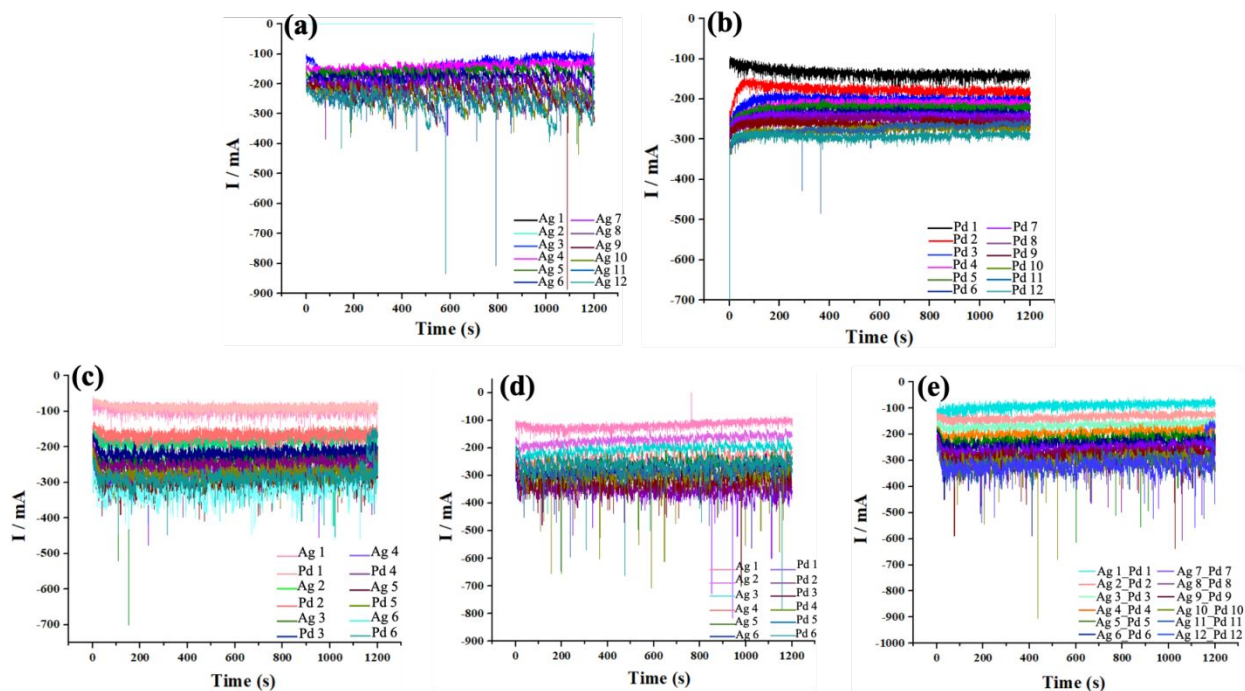 (a)
0
-100
-200
-300
-400
-500
-600
-700
-800
-900
I / mA
0 200 400 600 800 1000 1200
Time (s)
Ag 1 Ag 7
Ag 2 Ag 8
Ag 3 Ag 9
Ag 4 Ag 10
Ag 5 Ag 11
Ag 6 Ag 12
(b)
0
-100
-200
-300
-400
-500
-600
-700
I / mA
0 200 400 600 800 1000 1200
Time (s)
Pd 1 Pd 7
Pd 2 Pd 8
Pd 3 Pd 9
Pd 4 Pd 10
Pd 5 Pd 11
Pd 6 Pd 12
(c)
0
-100
-200
-300
-400
-500
-600
-700
I / mA
0 200 400 600 800 1000 1200
Time (s)
Ag 1 Ag 4
Pd 1 Pd 4
Ag 2 Ag 5
Pd 2 Pd 5
Ag 3 Ag 6
Pd 3 Pd 6
(d)
0
-100
-200
-300
-400
-500
-600
-700
-800
-900
I / mA
0 200 400 600 800 1000 1200
Time (s)
Ag 1 Pd 1
Ag 2 Pd 2
Ag 3 Pd 3
Ag 4 Pd 4
Ag 5 Pd 5
Ag 6 Pd 6
(e)
0
-100
-200
-300
-400
-500
-600
-700
-800
-900
-1000
I / mA
0 200 400 600 800 1000 1200
Time (s)
Ag 1_Pd 1 Ag 7_Pd 7
Ag 2_Pd 2 Ag 8_Pd 8
Ag 3_Pd 3 Ag 9_Pd 9
Ag 4_Pd 4 Ag 10_Pd 10
Ag 5_Pd 5 Ag 11_Pd 11
Ag 6_Pd 6 Ag 12_Pd 12